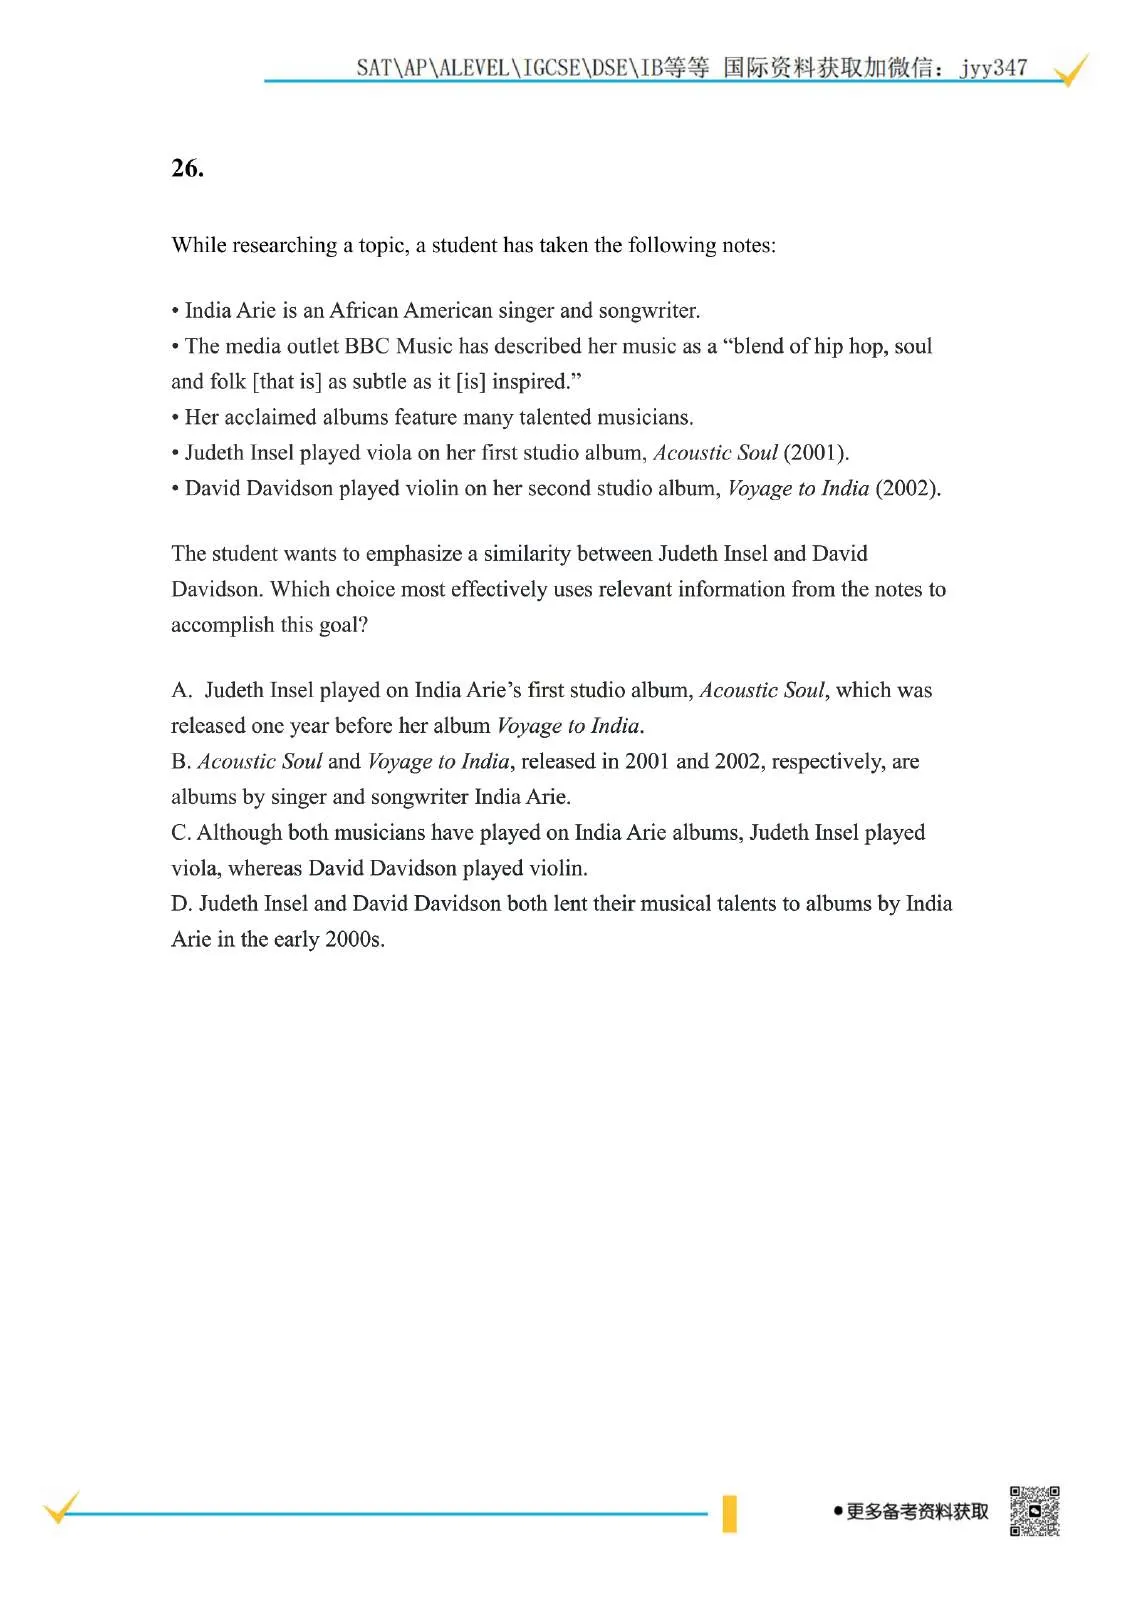 SAT\AP\ALEVEL\IGCSE\DSE\IB等等 国际资料获取加微信：jyy347
26.
While researching a topic, a student has taken the following notes:
• India Arie is an African American singer and songwriter.
• The media outlet BBC Music has described her music as a “blend of hip hop, soul
and folk [that is] as subtle as it [is] inspired.”
• Her acclaimed albums feature many talented musicians.
• Judeth Insel played viola on her first studio album, Acoustic Soul (2001).
• David Davidson played violin on her second studio album, Voyage to India (2002).
The student wants to emphasize a similarity between Judeth Insel and David
Davidson. Which choice most effectively uses relevant information from the notes to
accomplish this goal?
A. Judeth Insel played on India Arie’s first studio album, Acoustic Soul, which was
released one year before her album Voyage to India.
B. Acoustic Soul and Voyage to India, released in 2001 and 2002, respectively, are
albums by singer and songwriter India Arie.
C. Although both musicians have played on India Arie albums, Judeth Insel played
viola, whereas David Davidson played violin.
D. Judeth Insel and David Davidson both lent their musical talents to albums by India
Arie in the early 2000s.
•更多备考资料获取